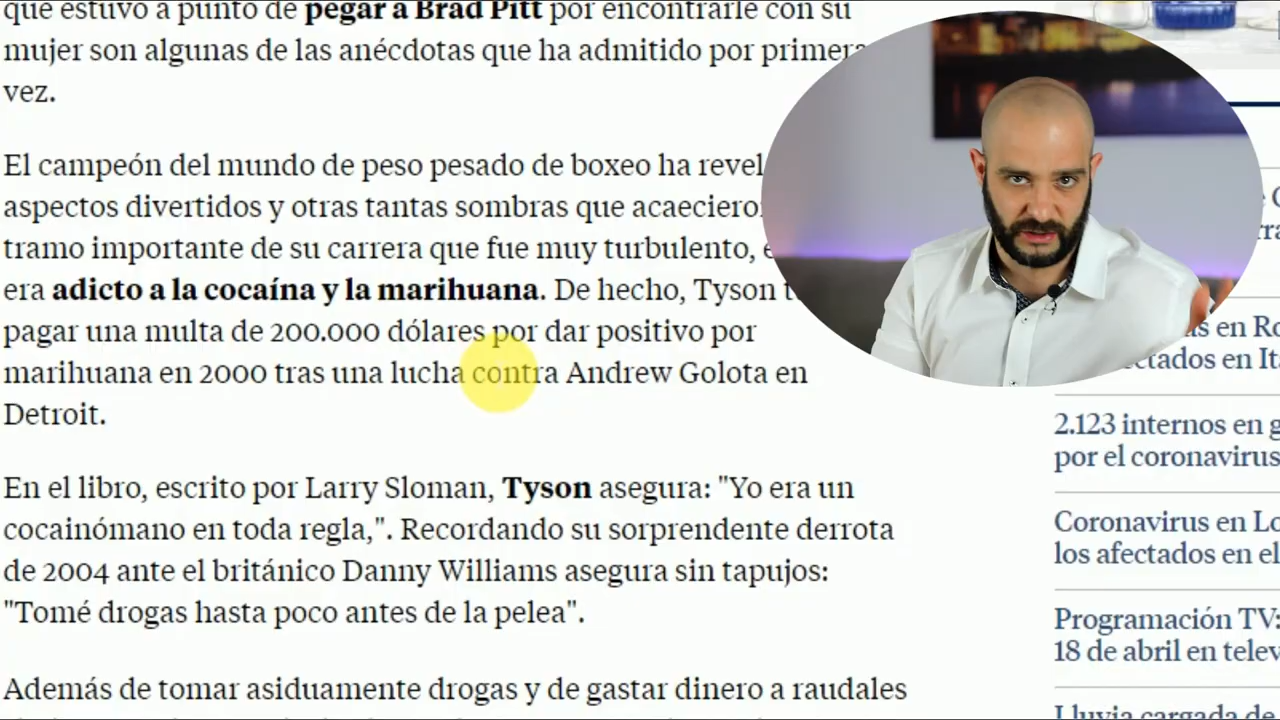 que estuvo a punto de pegar a Brad Pitt por encontrarle con su
mujer son algunas de las anécdotas que ha admitido por primera
vez.
El campeón del mundo de peso pesado de boxeo ha revel
aspectos divertidos y otras tantas sombras que acaeciero
tramo importante de su carrera que fue muy turbulento, e
era adicto a la cocaína y la marihuana. De hecho, Tyson t
pagar una multa de 200.000 dólares por dar positivo por
marihuana en 2000 tras una lucha contra Andrew Golota en
Detroit.
En el libro, escrito por Larry Sloman, Tyson asegura: "Yo era un
cocainómano en toda regla,". Recordando su sorprendente derrota
de 2004 ante el británico Danny Williams asegura sin tapujos:
"Tomé drogas hasta poco antes de la pelea".
Además de tomar asiduamente drogas y de gastar dinero a raudales
as en Ro
ctados en Ita
2.123 internos en g
por el coronavirus
Coronavirus en Lo
los afectados en el
Programación TV:
18 de abril en telev
Lluvia cargada de